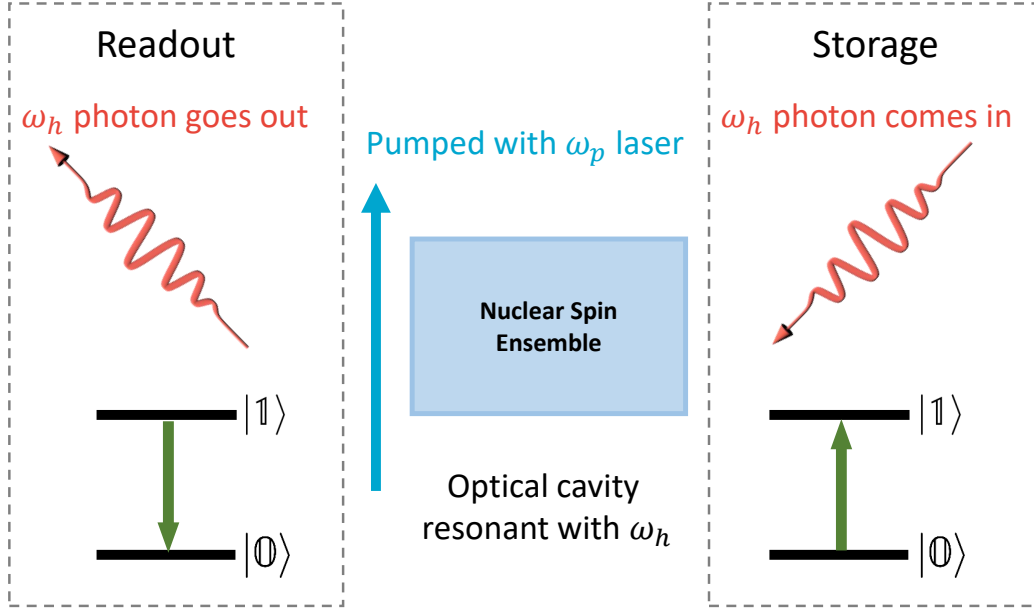 Readout
ω_h photon goes out
|𝟙⟩
|𝟘⟩
Pumped with ω_p laser
Nuclear Spin
Ensemble
Optical cavity
resonant with ω_h
Storage
ω_h photon comes in
|𝟙⟩
|𝟘⟩